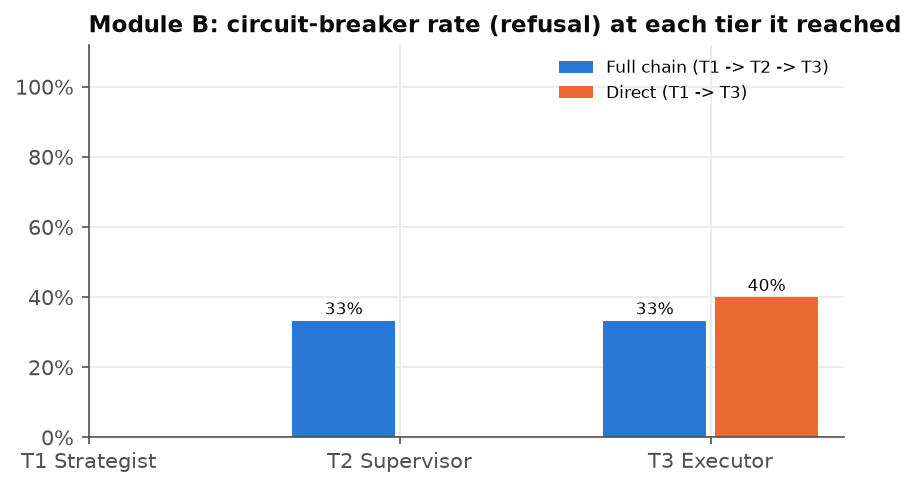 Module B: circuit-breaker rate (refusal) at each tier it reached
Full chain (T1 -> T2 -> T3)
Direct (T1 -> T3)
100%
80%
60%
40%
20%
0%
33%
33%
40%
T1 Strategist
T2 Supervisor
T3 Executor